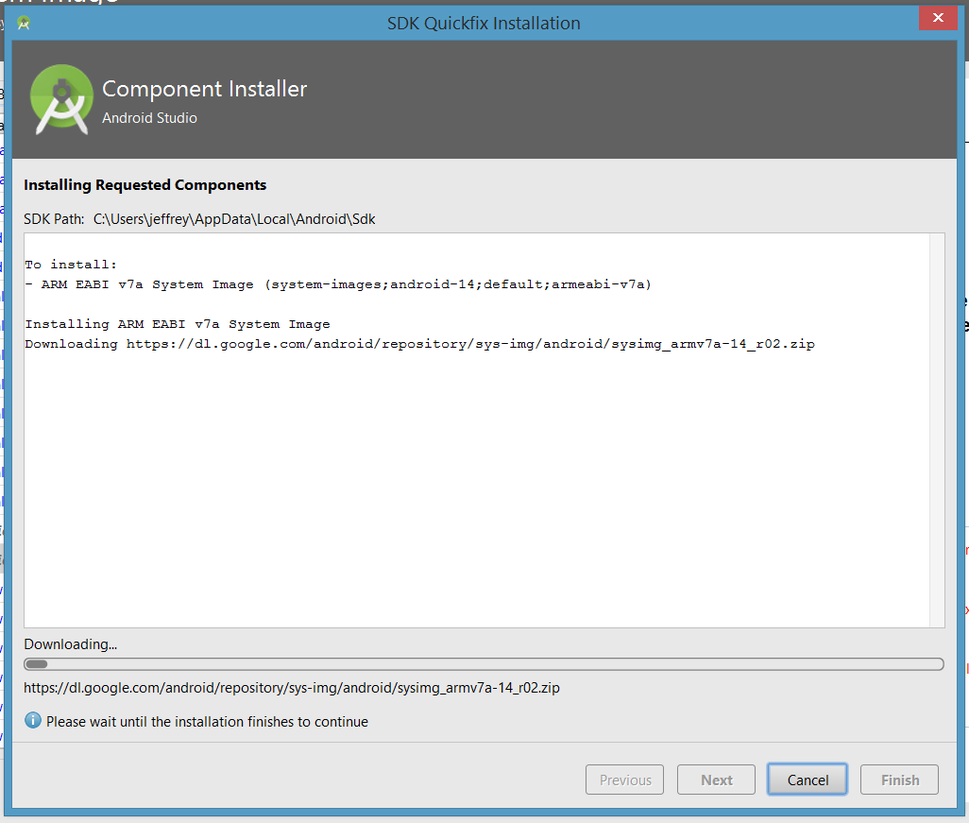 SDK Quickfix Installation
Component Installer
Android Studio
Installing Requested Components
SDK Path: C:\Users\jeffrey\AppData\Local\Android\Sdk
To install:
- ARM EABI v7a System Image (system-images;android-14;default;armeabi-v7a)
Installing ARM EABI v7a System Image
Downloading https://dl.google.com/android/repository/sys-img/android/sysimg_armv7a-14_r02.zip
Downloading...
https://dl.google.com/android/repository/sys-img/android/sysimg_armv7a-14_r02.zip
Please wait until the installation finishes to continue
Previous Next Cancel Finish